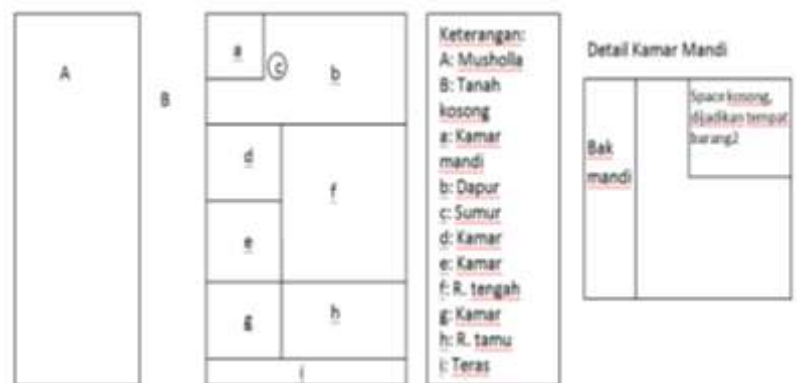 A
B
a
c
b
d
f
e
g
h
i
Keterangan:
A: Musholla
B: Tanah
kosong
a: Kamar
mandi
b: Dapur
c: Sumur
d: Kamar
e: Kamar
f: R. tengah
g: Kamar
h: R. tamu
i: Teras
Detail Kamar Mandi
Bak
mandi
Space kosong,
dijadikan tempat
barang2